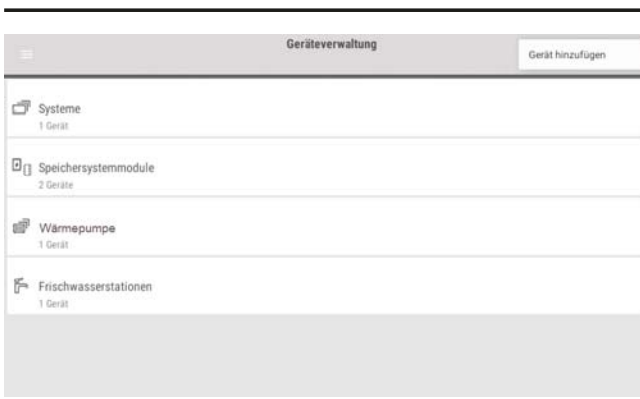 Geräteverwaltung
Gerät hinzufügen
Systeme
1 Gerät
Speichersystemmodule
2 Geräte
Wärmepumpe
1 Gerät
Frischwasserstationen
1 Gerät